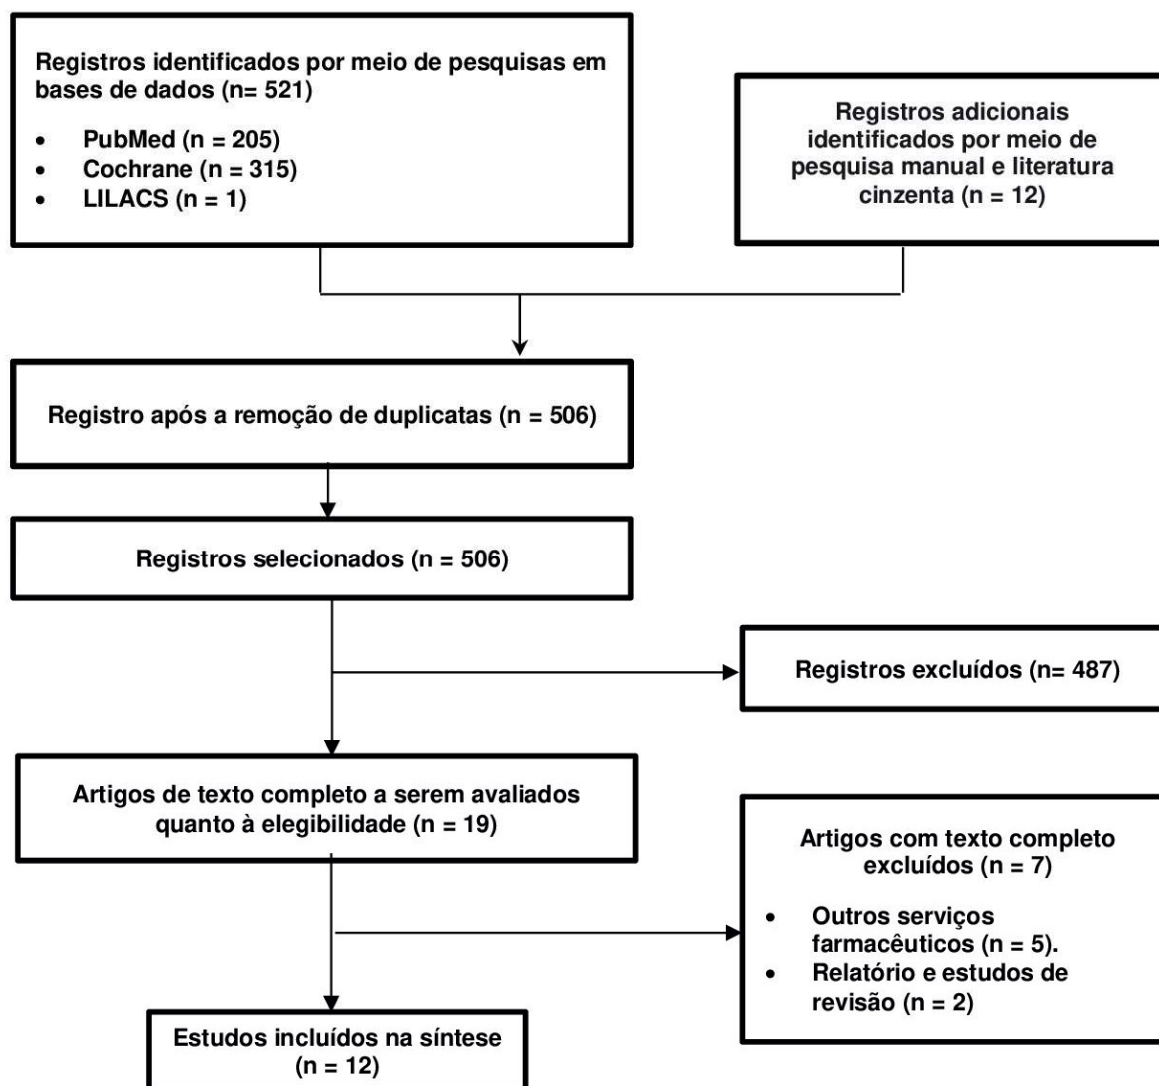 Registros identificados por meio de pesquisas em
bases de dados (n= 521)
• PubMed (n = 205)
• Cochrane (n = 315)
• LILACS (n = 1)
Registros adicionais
identificados por meio de
pesquisa manual e literatura
cinzenta (n = 12)
Registro após a remoção de duplicatas (n = 506)
Registros selecionados (n = 506)
Registros excluídos (n= 487)
Artigos de texto completo a serem avaliados
quanto à elegibilidade (n = 19)
Artigos com texto completo
excluídos (n = 7)
• Outros serviços
farmacêuticos (n = 5).
• Relatório e estudos de
revisão (n = 2)
Estudos incluídos na síntese
(n = 12)